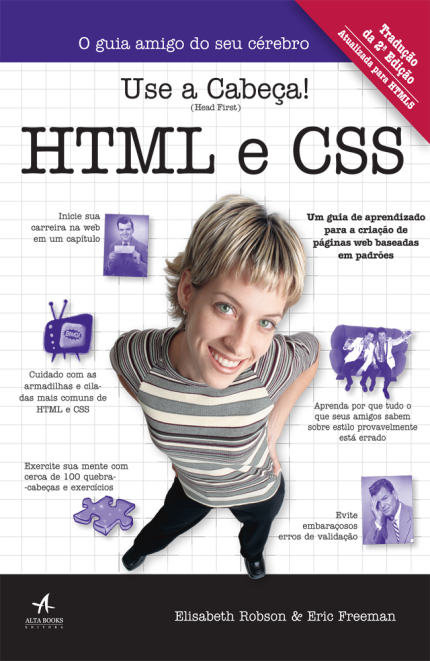 O guia amigo do seu cérebro
Tradução
da 2ª Edição
Atualizada para HTML5
Use a Cabeça!
(Head First)
HTML e CSS
Inicie sua
carreira na web
em um capítulo
Um guia de aprendizado
para a criação de
páginas web baseadas
em padrões
BANG!
Cuidado com as
armadilhas e cila-
das mais comuns de
HTML e CSS
Aprenda por que tudo o
que seus amigos sabem
sobre estilo provavelmente
está errado
Exercite sua mente com
cerca de 100 quebra-
cabeças e exercícios
Evite
embaraçosos
erros de validação
ALTA BOOKS
EDITORA
Elisabeth Robson & Eric Freeman